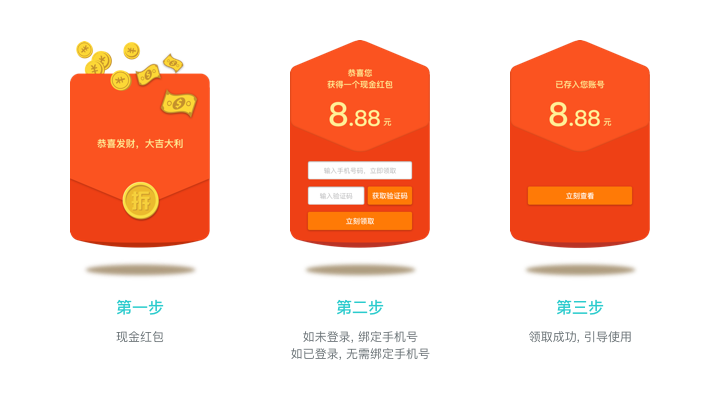 恭喜发财，大吉大利
拆
第一步
现金红包
恭喜您
获得一个现金红包
8.88元
输入手机号码，立即领取
输入验证码
获取验证码
立刻领取
第二步
如未登录, 绑定手机号
如已登录, 无需绑定手机号
已存入您账号
8.88元
立刻查看
第三步
领取成功, 引导使用